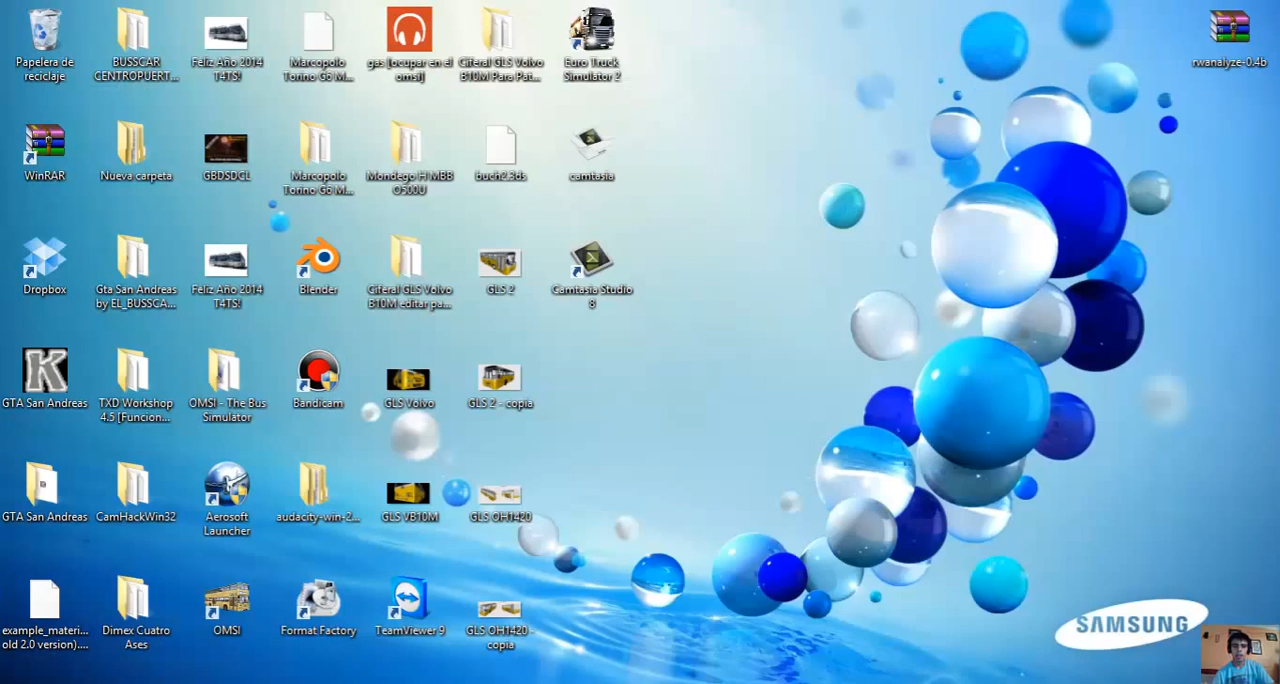 Papelera de
reciclaje
BUSSCAR
CENTROPUERT...
Feliz Año 2014
T4TS!
Marcopolo
Torino G6 M...
gas [ocupar en el
omsi]
Ciferal GLS Volvo
B10M Para Pat...
Euro Truck
Simulator 2
rwanalyze-0.4b
WinRAR
Nueva carpeta
GBDSDCL
Marcopolo
Torino G6 M...
Mondego H MBB
O500U
buch2.3ds
camtasia
Dropbox
Gta San Andreas
by EL_BUSSCA...
Feliz Año 2014
T4TS!
Blender
Ciferal GLS Volvo
B10M editar pa...
GLS 2
Camtasia Studio
8
GTA San Andreas
TXD Workshop
4.5 [Funcion...
OMSI - The Bus
Simulator
Bandicam
GLS Volvo
GLS 2 - copia
GTA San Andreas
CamHackWin32
Aerosoft
Launcher
audacity-win-2...
GLS VB10M
GLS OH1420
example_materi...
old 2.0 version)....
Dimex Cuatro
Ases
OMSI
Format Factory
TeamViewer 9
GLS OH1420 -
copia
SAMSUNG